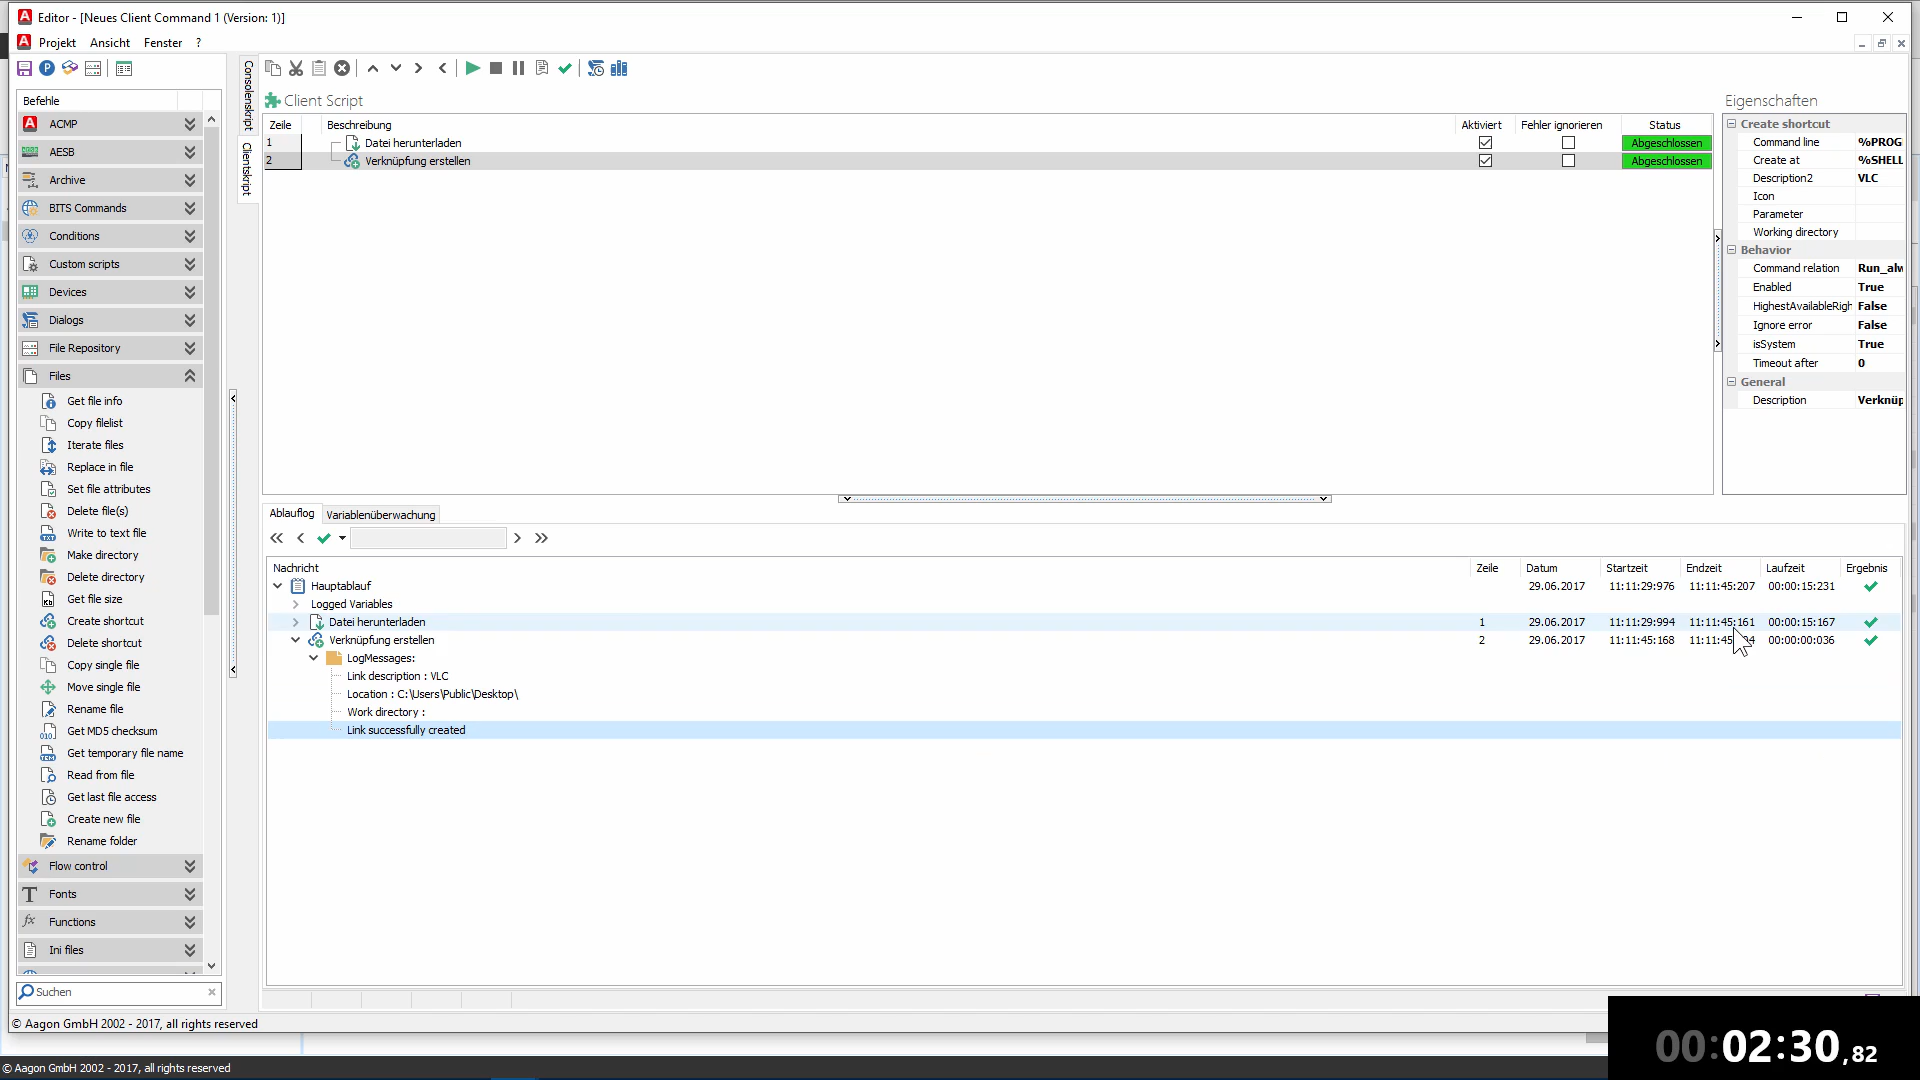 Editor - [Neues Client Command 1 (Version: 1)]
Projekt Ansicht Fenster ?
Befehle
ACMP
AESB
Archive
BITS Commands
Conditions
Custom scripts
Devices
Dialogs
File Repository
Files
Get file info
Copy filelist
Iterate files
Replace in file
Set file attributes
Delete file(s)
Write to text file
Make directory
Delete directory
Get file size
Create shortcut
Delete shortcut
Copy single file
Move single file
Rename file
Get MD5 checksum
Get temporary file name
Read from file
Get last file access
Create new file
Rename folder
Flow control
Fonts
Functions
Ini files
Suchen
Consolenskript
Clientskript
Client Script
Zeile Beschreibung Aktiviert Fehler ignorieren Status
1 Datei herunterladen Abgeschlossen
2 Verknüpfung erstellen Abgeschlossen
Eigenschaften
Create shortcut
Command line %PROG
Create at %SHELL
Description2 VLC
Icon
Parameter
Working directory
Behavior
Command relation Run_alw
Enabled True
HighestAvailableRigh False
Ignore error False
isSystem True
Timeout after 0
General
Description Verknüp
Ablauflog Variablenüberwachung
Nachricht Zeile Datum Startzeit Endzeit Laufzeit Ergebnis
Hauptablauf 29.06.2017 11:11:29:976 11:11:45:207 00:00:15:231
Logged Variables
Datei herunterladen 1 29.06.2017 11:11:29:994 11:11:45:161 00:00:15:167
Verknüpfung erstellen 2 29.06.2017 11:11:45:168 00:00:00:036
LogMessages:
Link description : VLC
Location : C:\Users\Public\Desktop\
Work directory :
Link successfully created
© Aagon GmbH 2002 - 2017, all rights reserved
© Aagon GmbH 2002 - 2017, all rights reserved
00:02:30,82